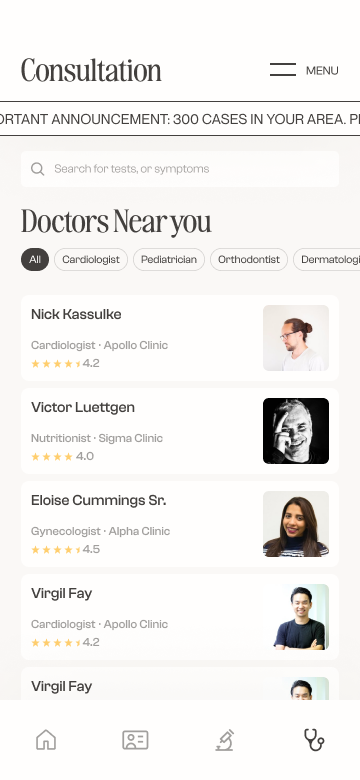 Consultation
MENU
ORTANT ANNOUNCEMENT: 300 CASES IN YOUR AREA. P
Search for tests, or symptoms
Doctors Near you
All
Cardiologist
Pediatrician
Orthodontist
Dermatologi
Nick Kassulke
Cardiologist · Apollo Clinic
4.2
Victor Luettgen
Nutritionist · Sigma Clinic
4.0
Eloise Cummings Sr.
Gynecologist · Alpha Clinic
4.5
Virgil Fay
Cardiologist · Apollo Clinic
4.2
Virgil Fay